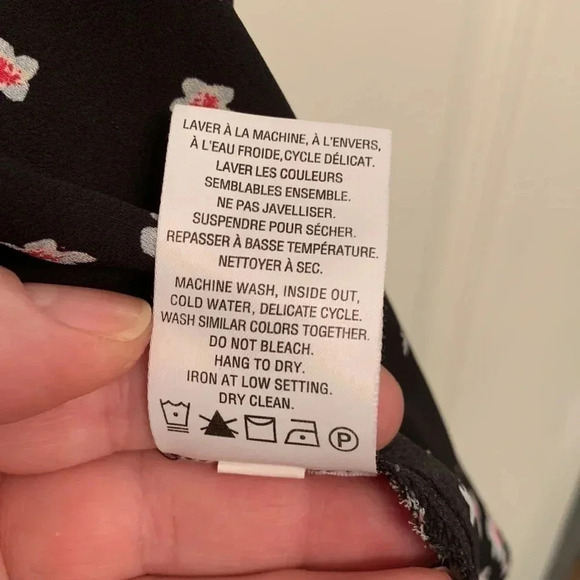 LAVER À LA MACHINE, À L'ENVERS,
À L'EAU FROIDE, CYCLE DÉLICAT.
LAVER LES COULEURS
SEMBLABLES ENSEMBLE.
NE PAS JAVELLISER.
SUSPENDRE POUR SÉCHER.
REPASSER À BASSE TEMPÉRATURE.
NETTOYER À SEC.
MACHINE WASH, INSIDE OUT,
COLD WATER, DELICATE CYCLE.
WASH SIMILAR COLORS TOGETHER.
DO NOT BLEACH.
HANG TO DRY.
IRON AT LOW SETTING.
DRY CLEAN.
P